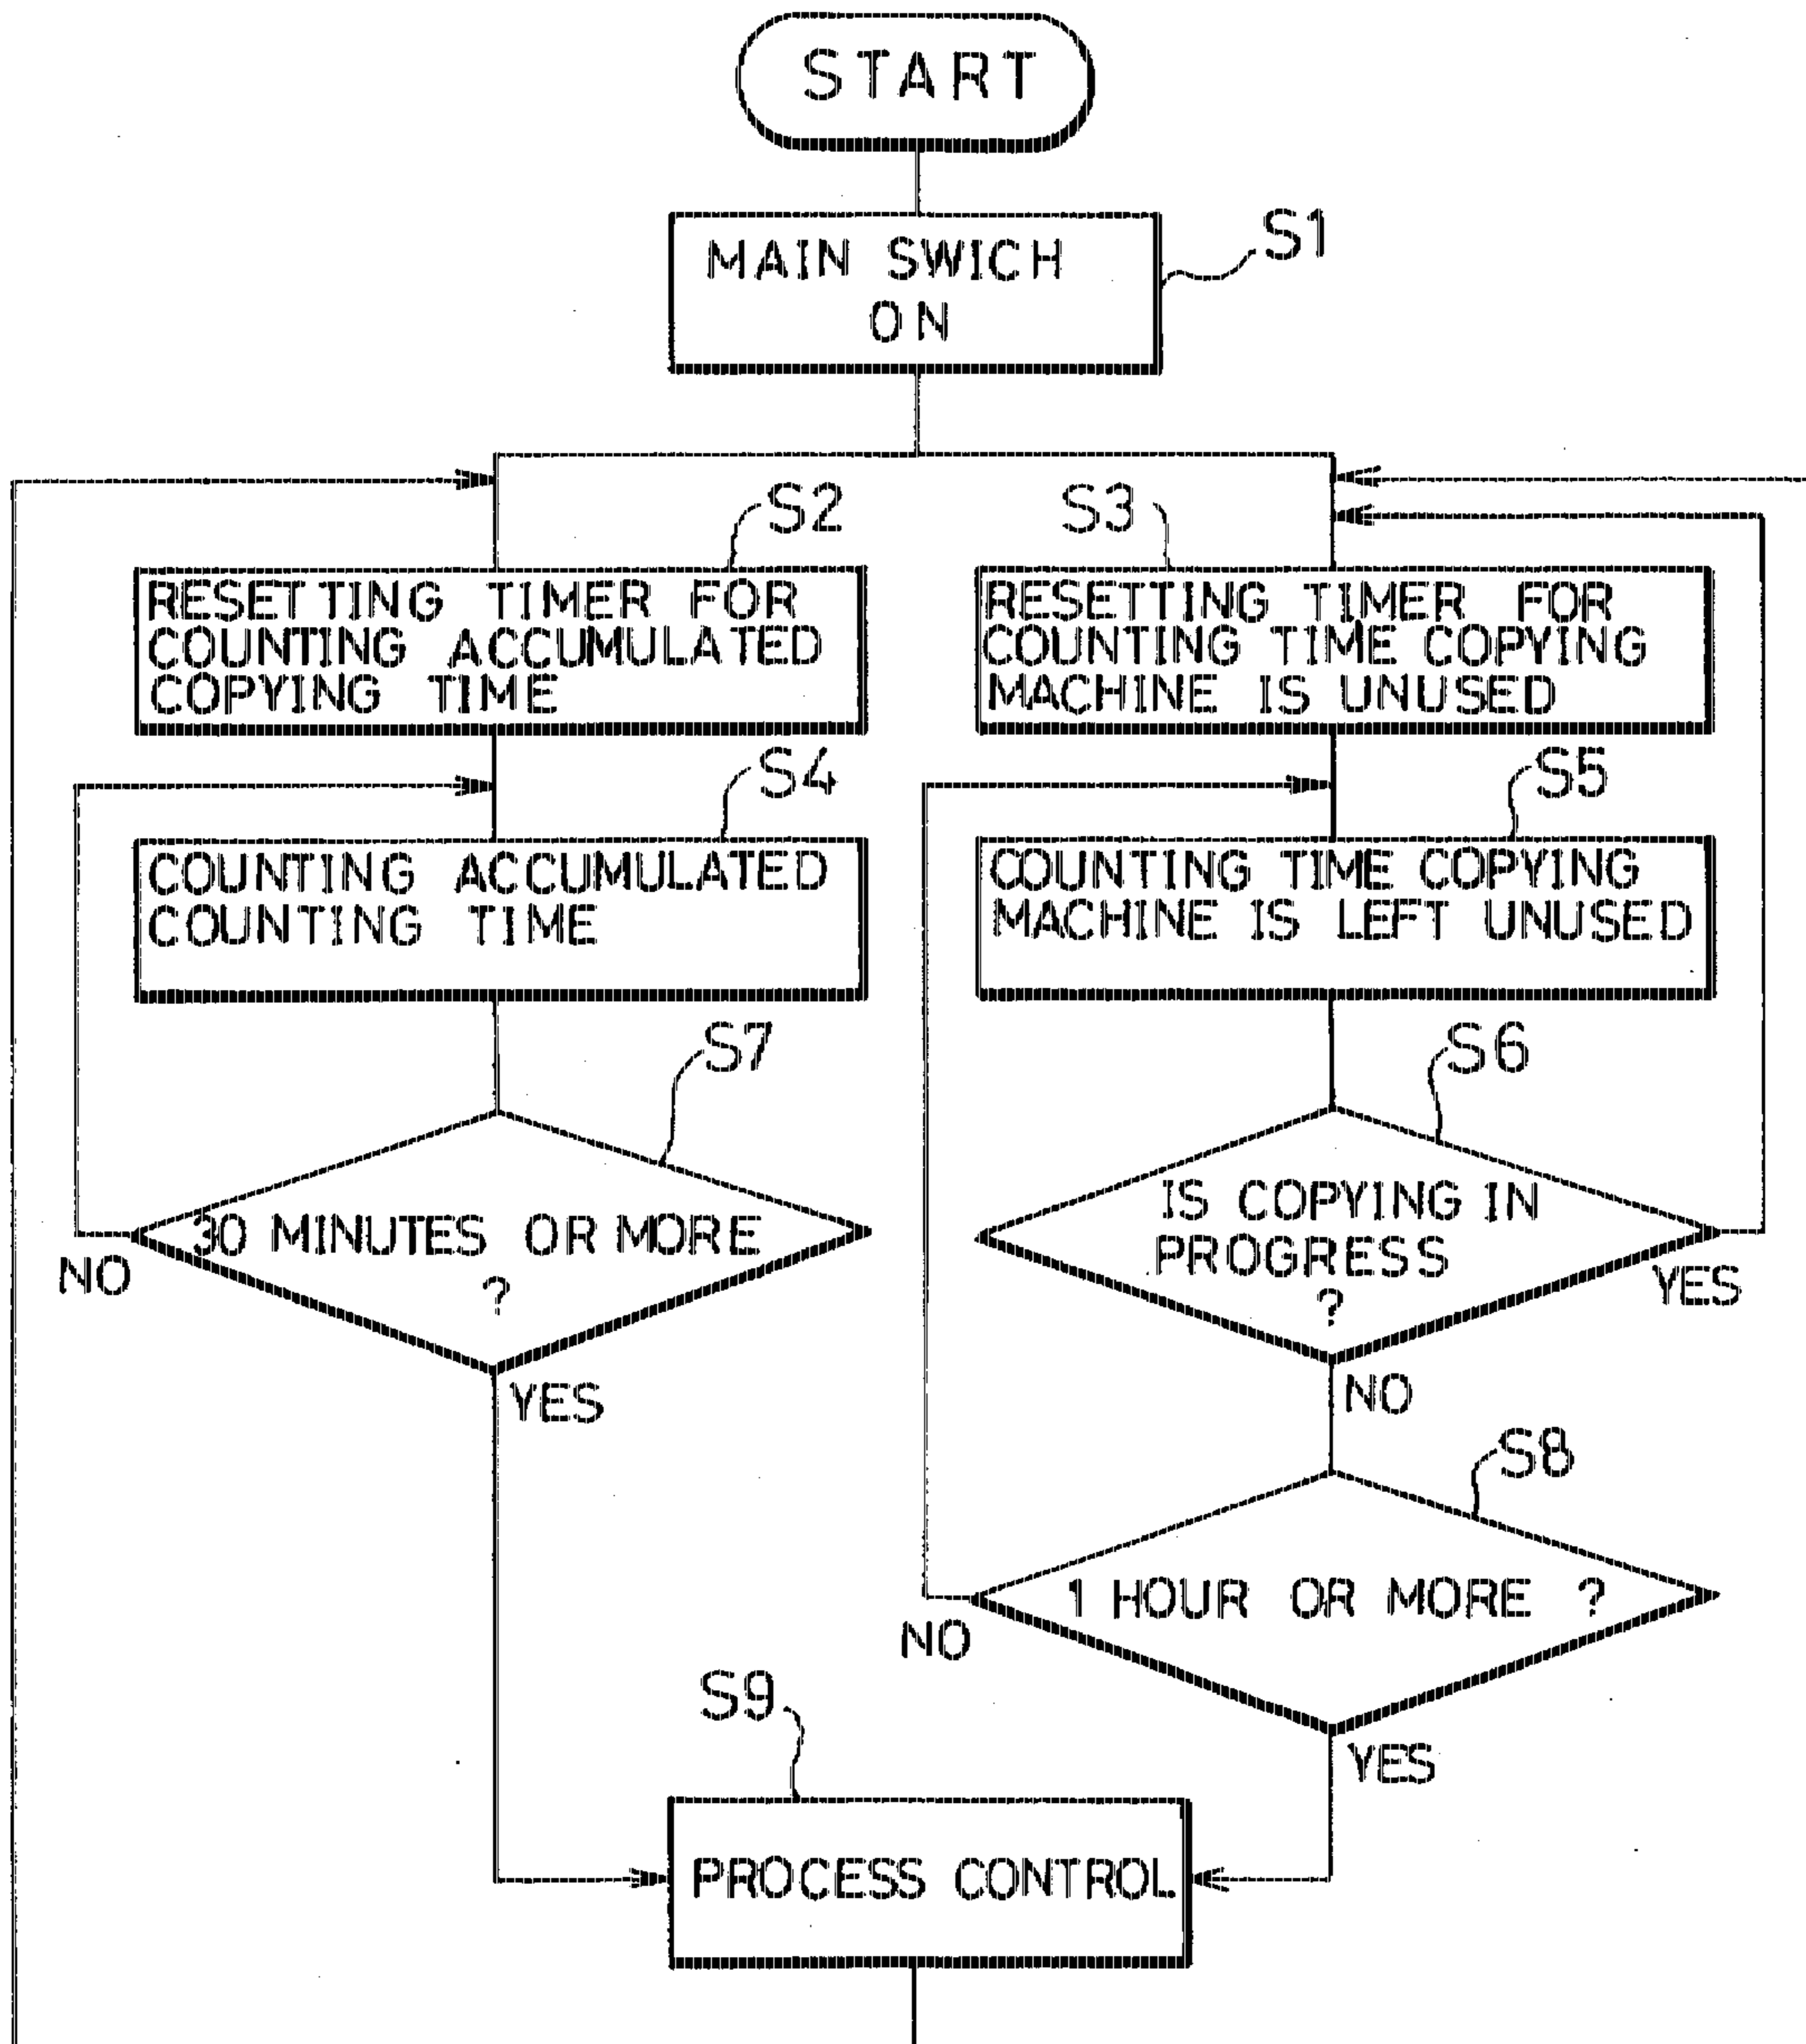 START
MAIN SWICH
ON
S1
S2
RESETTING TIMER FOR
COUNTING ACCUMULATED
COPYING TIME
S3
RESETTING TIMER FOR
COUNTING TIME COPYING
MACHINE IS UNUSED
S4
COUNTING ACCUMULATED
COUNTING TIME
S5
COUNTING TIME COPYING
MACHINE IS LEFT UNUSED
S7
30 MINUTES OR MORE
?
NO
YES
S6
IS COPYING IN
PROGRESS
?
YES
NO
S8
1 HOUR OR MORE ?
NO
YES
S9
PROCESS CONTROL